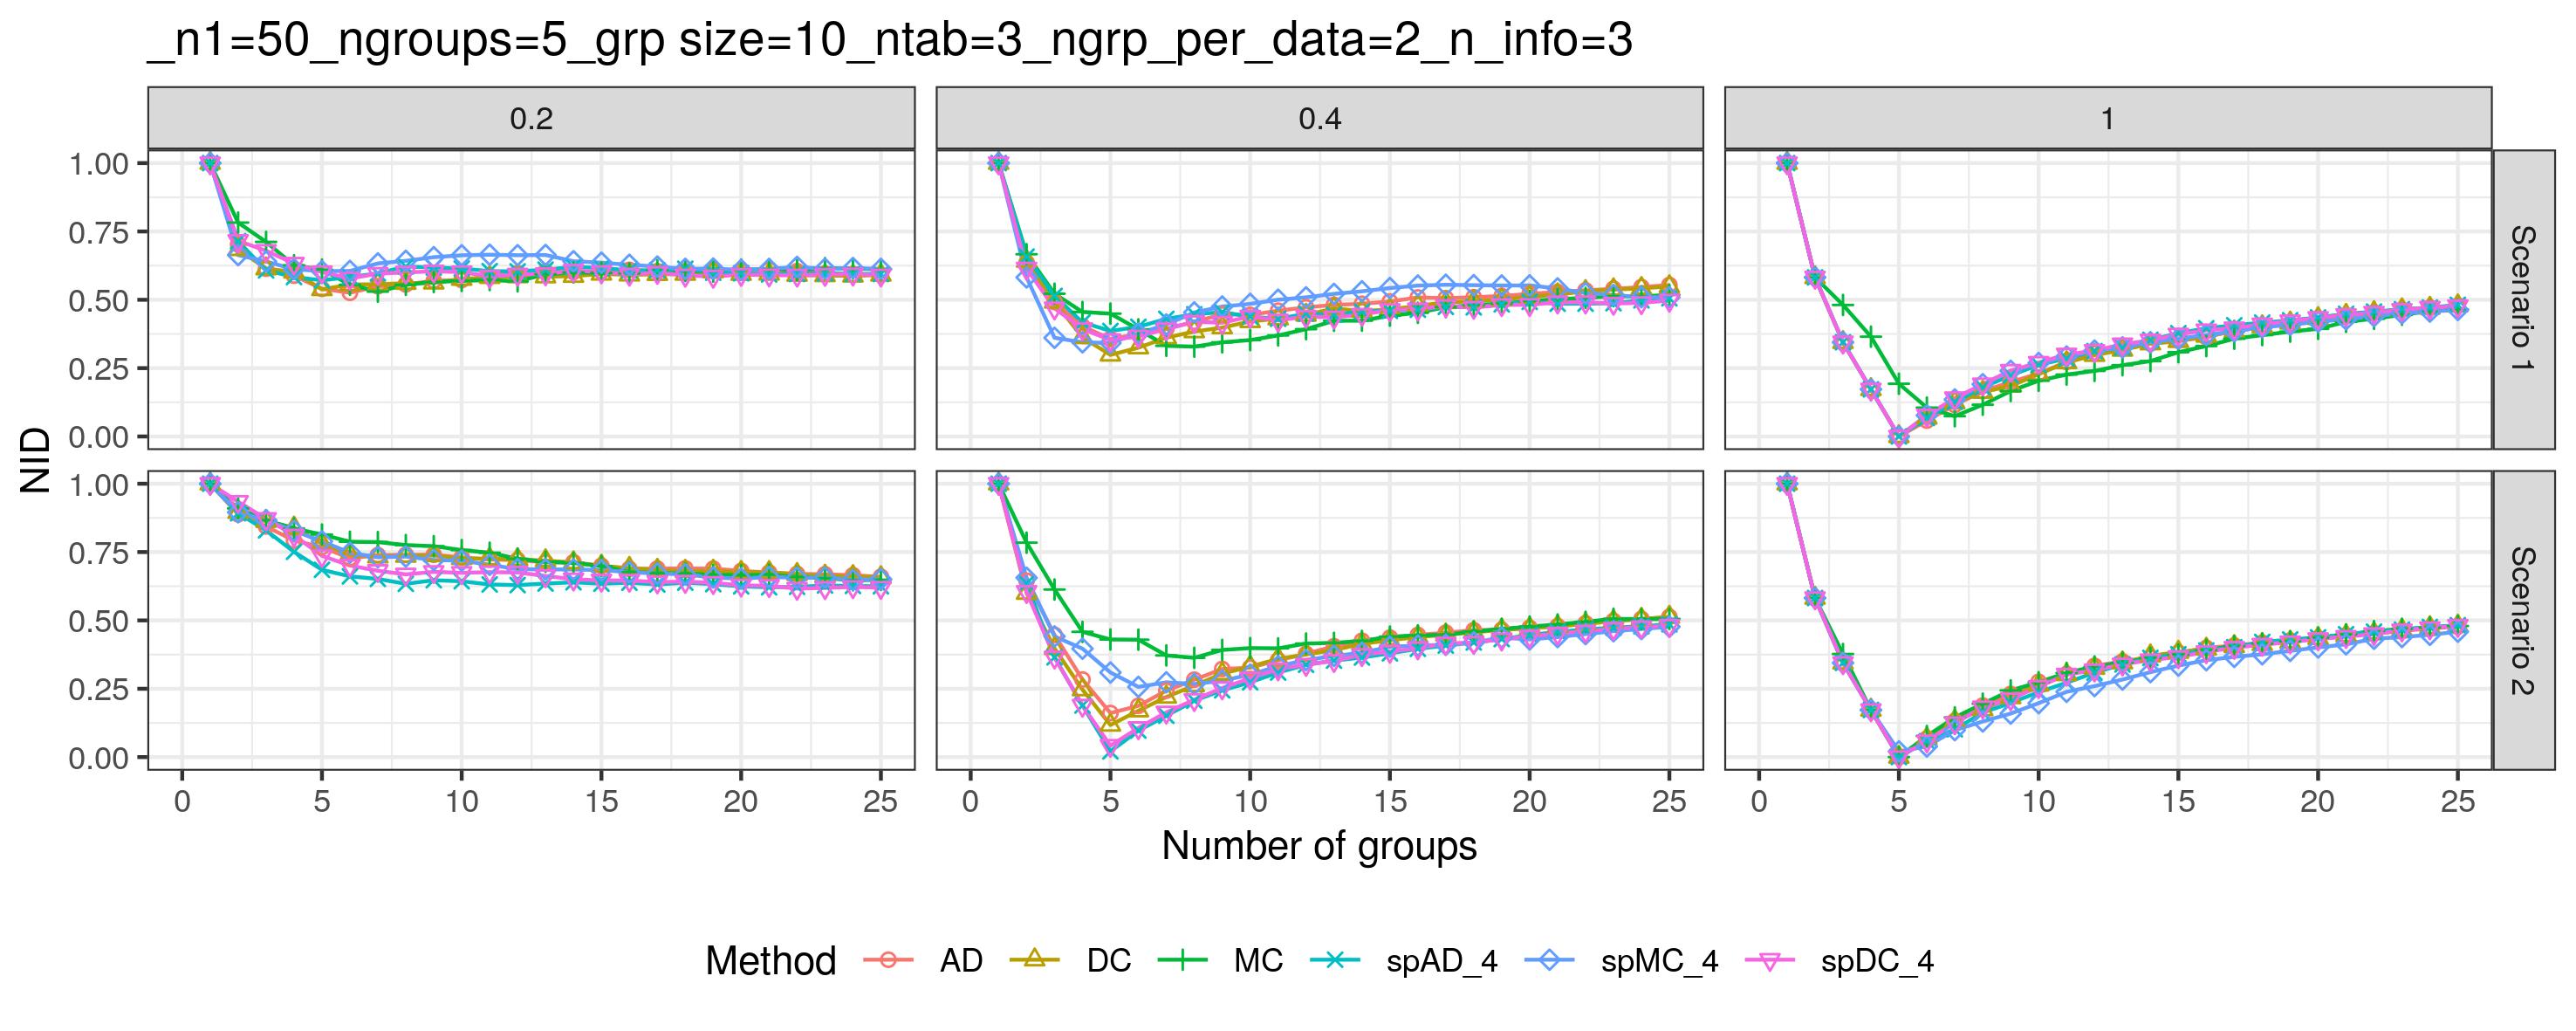 _n1=50_ngroups=5_grp size=10_ntab=3_ngrp_per_data=2_n_info=3
0.2 0.4 1
1.00
0.75
0.50
0.25
0.00
Scenario 1
NID
1.00
0.75
0.50
0.25
0.00
Scenario 2
0 5 10 15 20 25 0 5 10 15 20 25 0 5 10 15 20 25
Number of groups
Method AD DC MC spAD_4 spMC_4 spDC_4